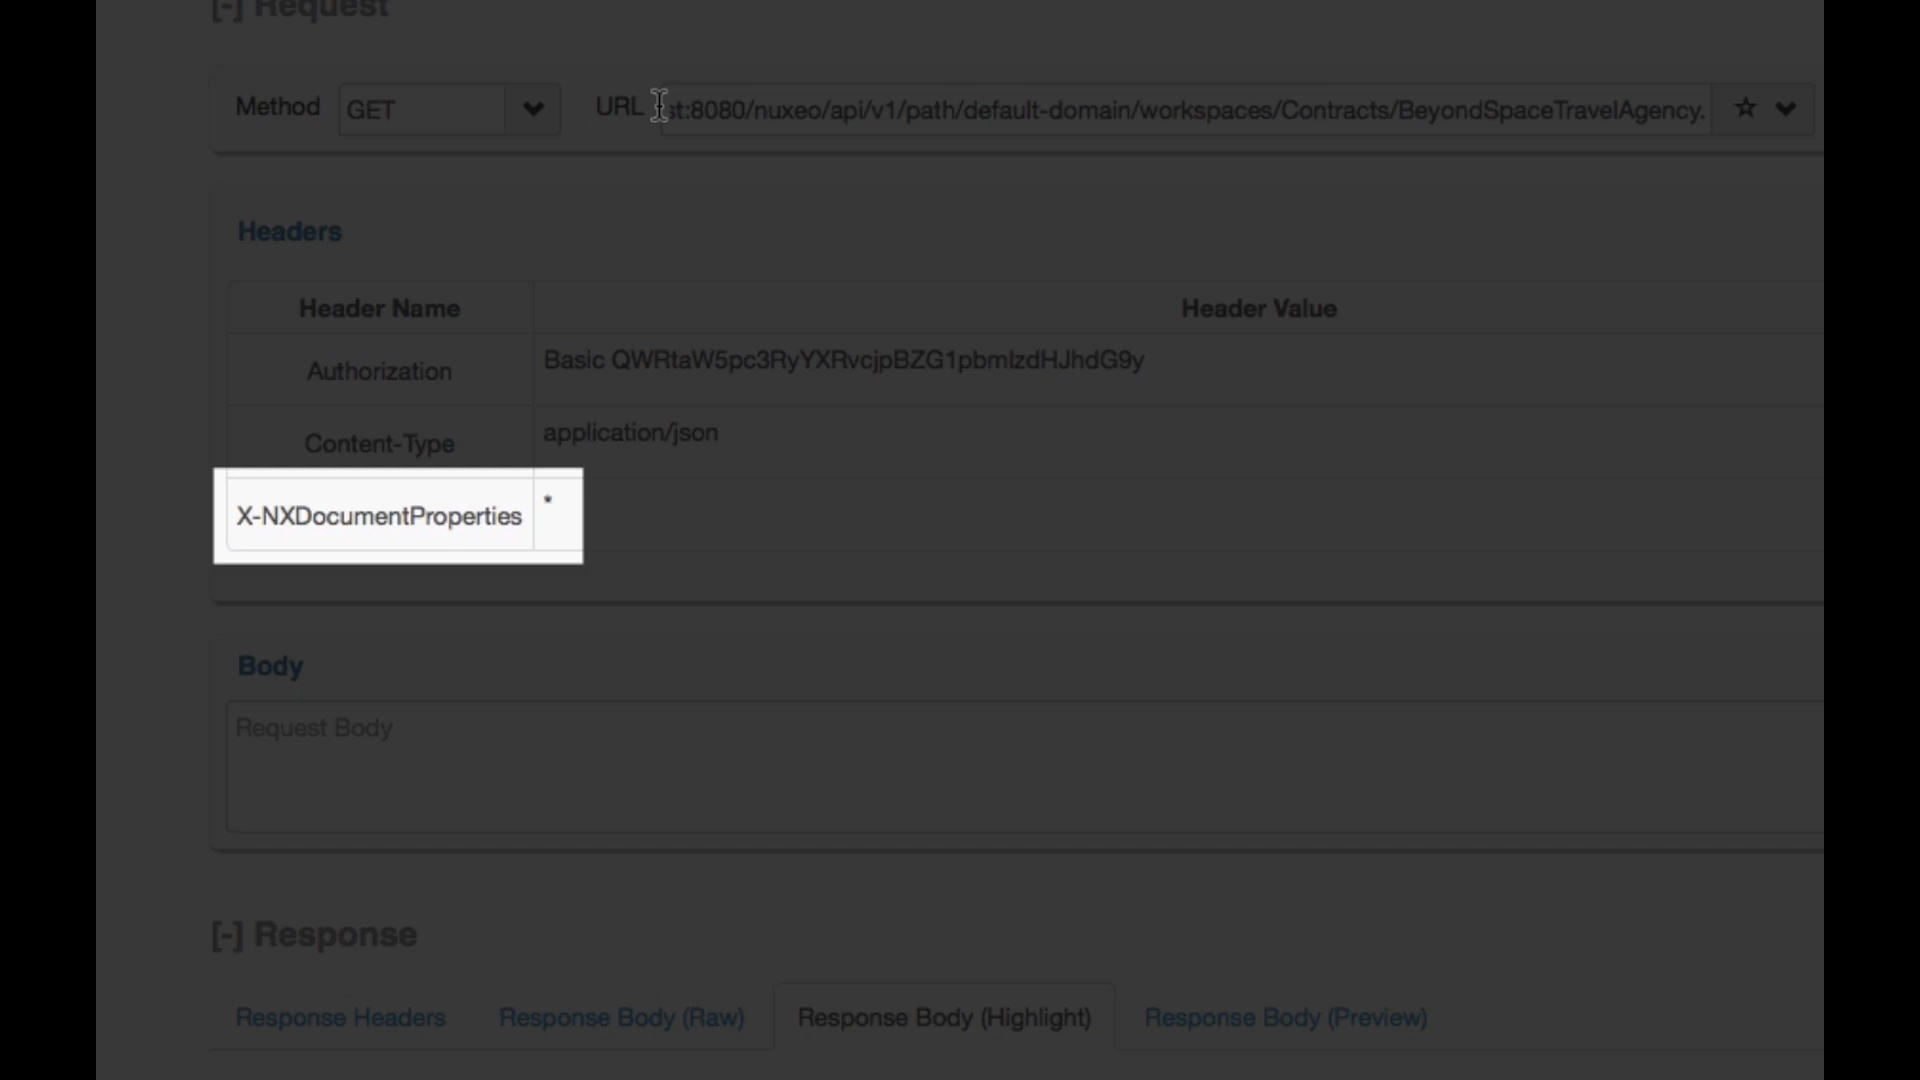 [-] Request
Method GET URL st:8080/nuxeo/api/v1/path/default-domain/workspaces/Contracts/BeyondSpaceTravelAgency.
Headers
Header Name Header Value
Authorization Basic QWRtaW5pc3RyYXRvcjpBZG1pbmlzdHJhdG9y
Content-Type application/json
X-NXDocumentProperties *
Body
Request Body
[-] Response
Response Headers Response Body (Raw) Response Body (Highlight) Response Body (Preview)